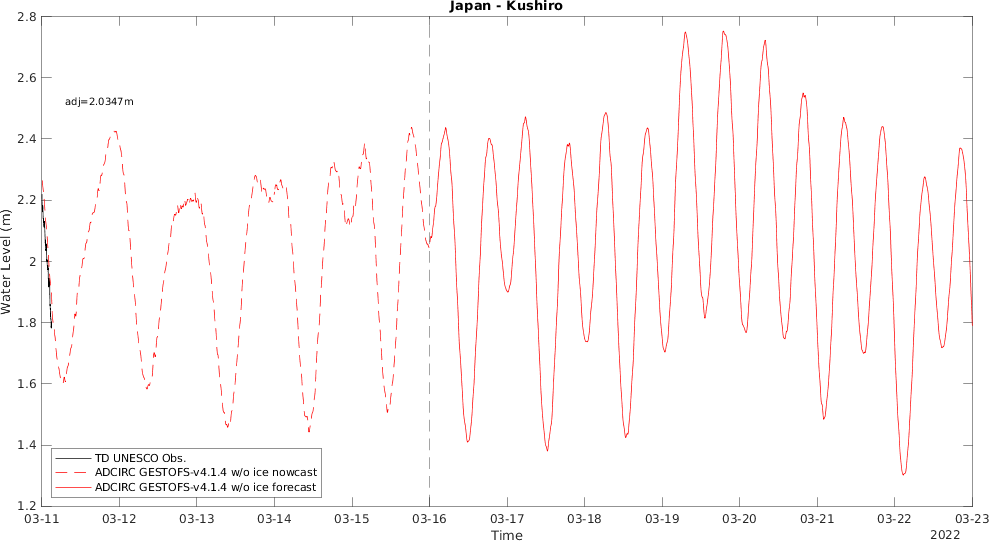 Japan - Kushiro
2.8
2.6
2.4
2.2
2
1.8
1.6
1.4
1.2
Water Level (m)
adj=2.0347m
TD UNESCO Obs.
ADCIRC GESTOFS-v4.1.4 w/o ice nowcast
ADCIRC GESTOFS-v4.1.4 w/o ice forecast
03-11 03-12 03-13 03-14 03-15 03-16 03-17 03-18 03-19 03-20 03-21 03-22 03-23
Time
2022